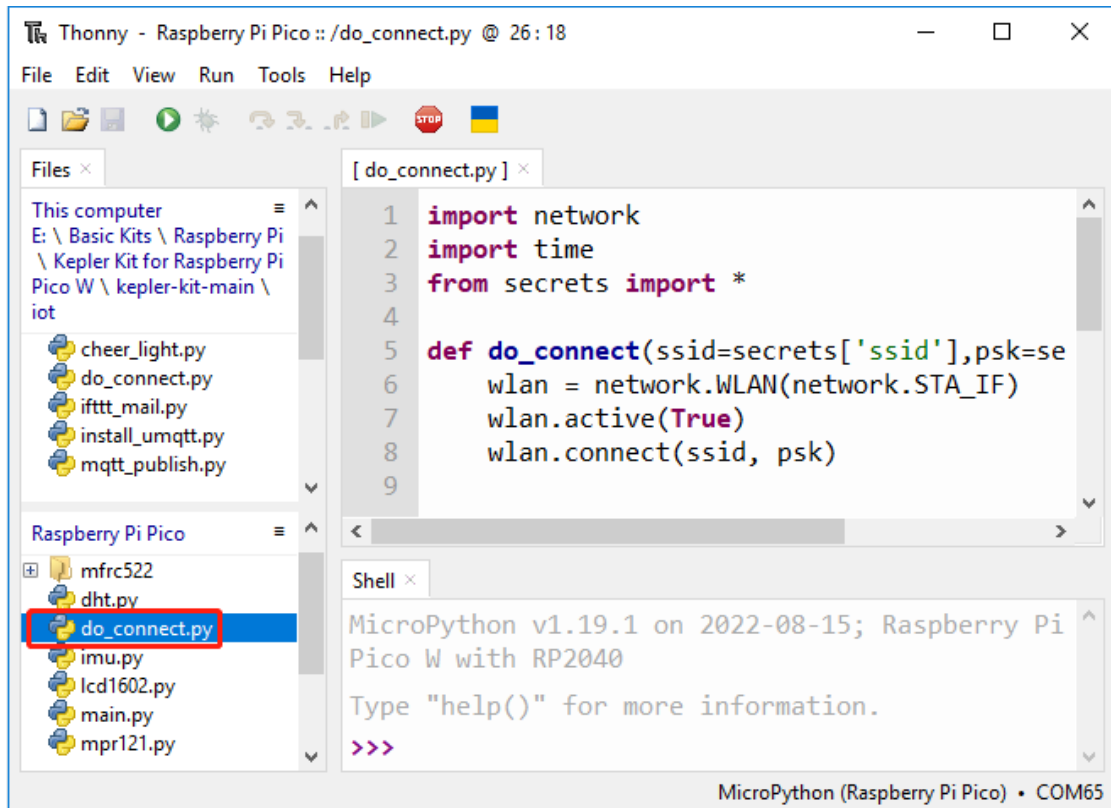 Thonny - Raspberry Pi Pico :: /do_connect.py @ 26 : 18
File Edit View Run Tools Help
STOP
Files
This computer
E: \ Basic Kits \ Raspberry Pi
\ Kepler Kit for Raspberry Pi
Pico W \ kepler-kit-main \
iot
cheer_light.py
do_connect.py
ifttt_mail.py
install_umqtt.py
mqtt_publish.py
Raspberry Pi Pico
mfrc522
dht.py
do_connect.py
imu.py
lcd1602.py
main.py
mpr121.py
[ do_connect.py ]
1 import network
2 import time
3 from secrets import *
4
5 def do_connect(ssid=secrets['ssid'],psk=se
6     wlan = network.WLAN(network.STA_IF)
7     wlan.active(True)
8     wlan.connect(ssid, psk)
9
Shell
MicroPython v1.19.1 on 2022-08-15; Raspberry Pi
Pico W with RP2040
Type "help()" for more information.
>>>
MicroPython (Raspberry Pi Pico) • COM65